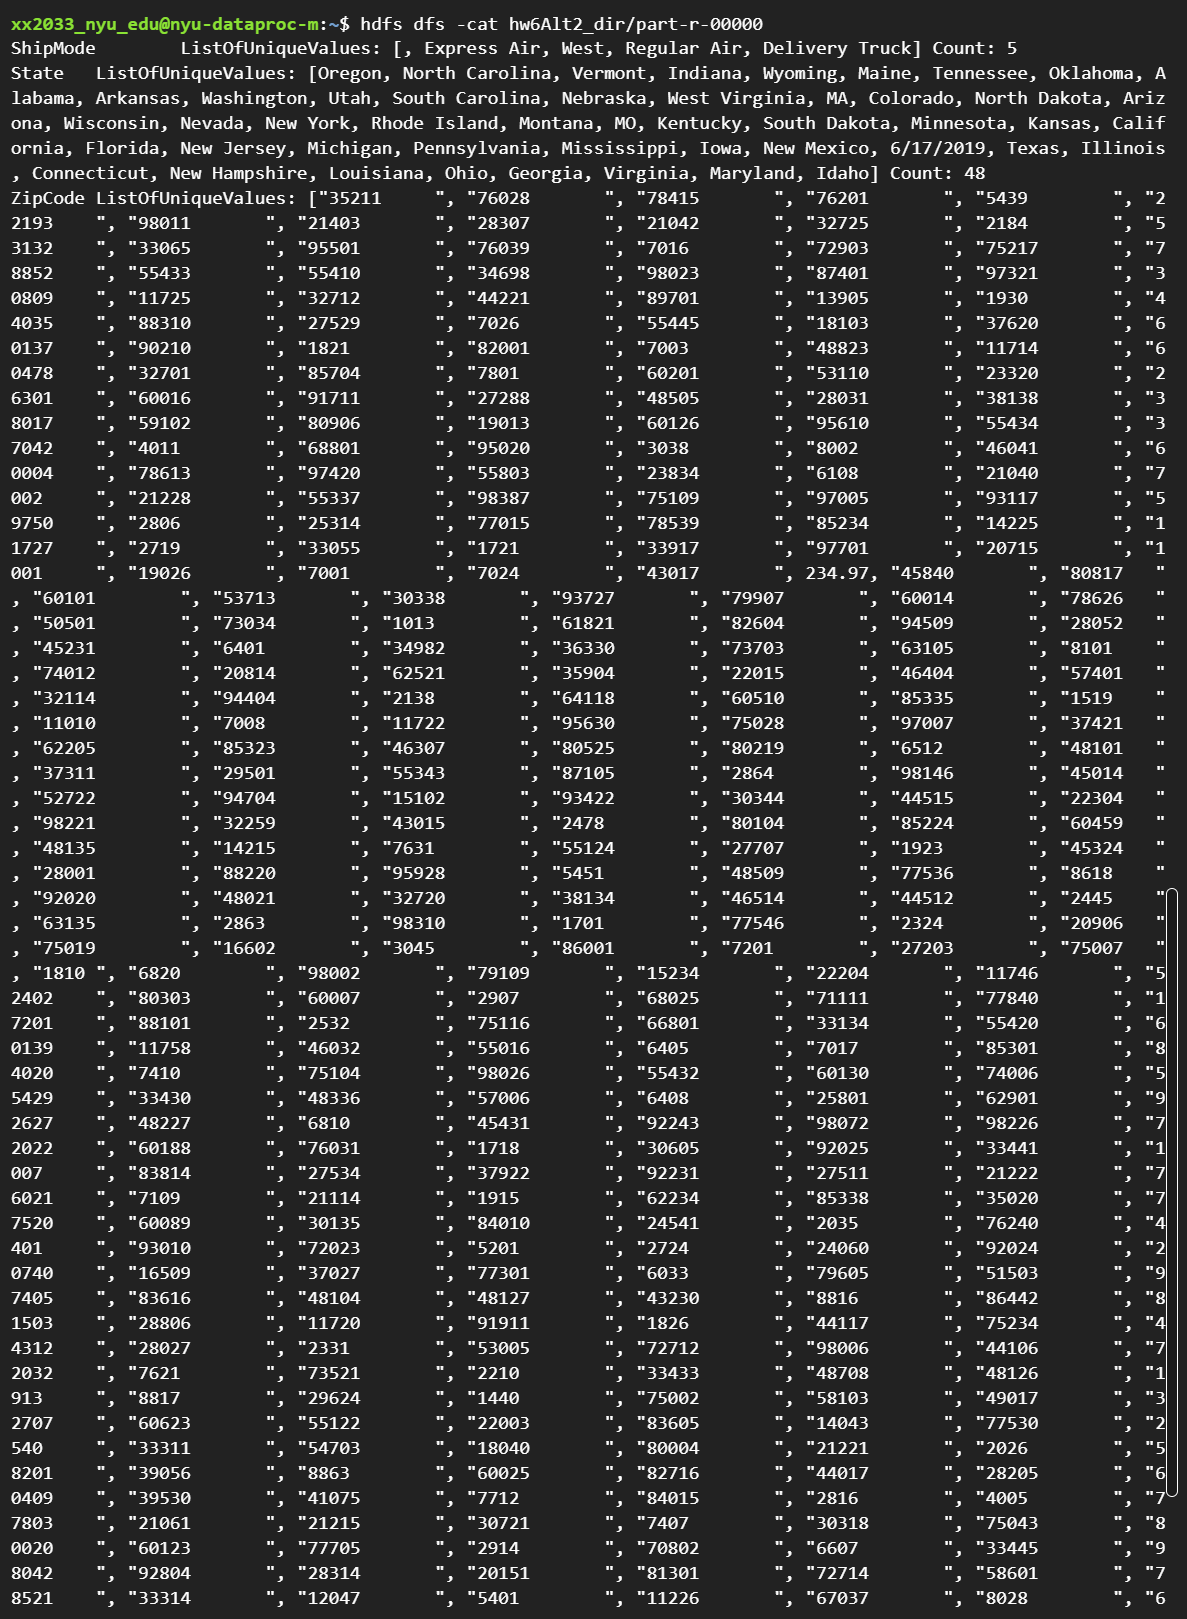 xx2033_nyu_edu@nyu-dataproc-m:~$ hdfs dfs -cat hw6Alt2_dir/part-r-00000
ShipMode        ListOfUniqueValues: [, Express Air, West, Regular Air, Delivery Truck] Count: 5
State   ListOfUniqueValues: [Oregon, North Carolina, Vermont, Indiana, Wyoming, Maine, Tennessee, Oklahoma, A
labama, Arkansas, Washington, Utah, South Carolina, Nebraska, West Virginia, MA, Colorado, North Dakota, Ariz
ona, Wisconsin, Nevada, New York, Rhode Island, Montana, MO, Kentucky, South Dakota, Minnesota, Kansas, Calif
ornia, Florida, New Jersey, Michigan, Pennsylvania, Mississippi, Iowa, New Mexico, 6/17/2019, Texas, Illinois
, Connecticut, New Hampshire, Louisiana, Ohio, Georgia, Virginia, Maryland, Idaho] Count: 48
ZipCode ListOfUniqueValues: ["35211     ", "76028       ", "78415       ", "76201       ", "5439        ", "2
2193    ", "98011       ", "21403       ", "28307       ", "21042       ", "32725       ", "2184        ", "5
3132    ", "33065       ", "95501       ", "76039       ", "7016        ", "72903       ", "75217       ", "7
8852    ", "55433       ", "55410       ", "34698       ", "98023       ", "87401       ", "97321       ", "3
0809    ", "11725       ", "32712       ", "44221       ", "89701       ", "13905       ", "1930        ", "4
4035    ", "88310       ", "27529       ", "7026        ", "55445       ", "18103       ", "37620       ", "6
0137    ", "90210       ", "1821        ", "82001       ", "7003        ", "48823       ", "11714       ", "6
0478    ", "32701       ", "85704       ", "7801        ", "60201       ", "53110       ", "23320       ", "2
6301    ", "60016       ", "91711       ", "27288       ", "48505       ", "28031       ", "38138       ", "3
8017    ", "59102       ", "80906       ", "19013       ", "60126       ", "95610       ", "55434       ", "3
7042    ", "4011        ", "68801       ", "95020       ", "3038        ", "8002        ", "46041       ", "6
0004    ", "78613       ", "97420       ", "55803       ", "23834       ", "6108        ", "21040       ", "7
002     ", "21228       ", "55337       ", "98387       ", "75109       ", "97005       ", "93117       ", "5
9750    ", "2806        ", "25314       ", "77015       ", "78539       ", "85234       ", "14225       ", "1
1727    ", "2719        ", "33055       ", "1721        ", "33917       ", "97701       ", "20715       ", "1
001     ", "19026       ", "7001        ", "7024        ", "43017       ", 234.97, "45840       ", "80817   "
, "60101        ", "53713       ", "30338       ", "93727       ", "79907       ", "60014       ", "78626   "
, "50501        ", "73034       ", "1013        ", "61821       ", "82604       ", "94509       ", "28052   "
, "45231        ", "6401        ", "34982       ", "36330       ", "73703       ", "63105       ", "8101    "
, "74012        ", "20814       ", "62521       ", "35904       ", "22015       ", "46404       ", "57401   "
, "32114        ", "94404       ", "2138        ", "64118       ", "60510       ", "85335       ", "1519    "
, "11010        ", "7008        ", "11722       ", "95630       ", "75028       ", "97007       ", "37421   "
, "62205        ", "85323       ", "46307       ", "80525       ", "80219       ", "6512        ", "48101   "
, "37311        ", "29501       ", "55343       ", "87105       ", "2864        ", "98146       ", "45014   "
, "52722        ", "94704       ", "15102       ", "93422       ", "30344       ", "44515       ", "22304   "
, "98221        ", "32259       ", "43015       ", "2478        ", "80104       ", "85224       ", "60459   "
, "48135        ", "14215       ", "7631        ", "55124       ", "27707       ", "1923        ", "45324   "
, "28001        ", "88220       ", "95928       ", "5451        ", "48509       ", "77536       ", "8618    "
, "92020        ", "48021       ", "32720       ", "38134       ", "46514       ", "44512       ", "2445    "
, "63135        ", "2863        ", "98310       ", "1701        ", "77546       ", "2324        ", "20906   "
, "75019        ", "16602       ", "3045        ", "86001       ", "7201        ", "27203       ", "75007   "
, "1810 ", "6820        ", "98002       ", "79109       ", "15234       ", "22204       ", "11746       ", "5
2402    ", "80303       ", "60007       ", "2907        ", "68025       ", "71111       ", "77840       ", "1
7201    ", "88101       ", "2532        ", "75116       ", "66801       ", "33134       ", "55420       ", "6
0139    ", "11758       ", "46032       ", "55016       ", "6405        ", "7017        ", "85301       ", "8
4020    ", "7410        ", "75104       ", "98026       ", "55432       ", "60130       ", "74006       ", "5
5429    ", "33430       ", "48336       ", "57006       ", "6408        ", "25801       ", "62901       ", "9
2627    ", "48227       ", "6810        ", "45431       ", "92243       ", "98072       ", "98226       ", "7
2022    ", "60188       ", "76031       ", "1718        ", "30605       ", "92025       ", "33441       ", "1
007     ", "83814       ", "27534       ", "37922       ", "92231       ", "27511       ", "21222       ", "7
6021    ", "7109        ", "21114       ", "1915        ", "62234       ", "85338       ", "35020       ", "7
7520    ", "60089       ", "30135       ", "84010       ", "24541       ", "2035        ", "76240       ", "4
401     ", "93010       ", "72023       ", "5201        ", "2724        ", "24060       ", "92024       ", "2
0740    ", "16509       ", "37027       ", "77301       ", "6033        ", "79605       ", "51503       ", "9
7405    ", "83616       ", "48104       ", "48127       ", "43230       ", "8816        ", "86442       ", "8
1503    ", "28806       ", "11720       ", "91911       ", "1826        ", "44117       ", "75234       ", "4
4312    ", "28027       ", "2331        ", "53005       ", "72712       ", "98006       ", "44106       ", "7
2032    ", "7621        ", "73521       ", "2210        ", "33433       ", "48708       ", "48126       ", "1
913     ", "8817        ", "29624       ", "1440        ", "75002       ", "58103       ", "49017       ", "3
2707    ", "60623       ", "55122       ", "22003       ", "83605       ", "14043       ", "77530       ", "2
540     ", "33311       ", "54703       ", "18040       ", "80004       ", "21221       ", "2026        ", "5
8201    ", "39056       ", "8863        ", "60025       ", "82716       ", "44017       ", "28205       ", "6
0409    ", "39530       ", "41075       ", "7712        ", "84015       ", "2816        ", "4005        ", "7
7803    ", "21061       ", "21215       ", "30721       ", "7407        ", "30318       ", "75043       ", "8
0020    ", "60123       ", "77705       ", "2914        ", "70802       ", "6607        ", "33445       ", "9
8042    ", "92804       ", "28314       ", "20151       ", "81301       ", "72714       ", "58601       ", "7
8521    ", "33314       ", "12047       ", "5401        ", "11226       ", "67037       ", "8028        ", "6